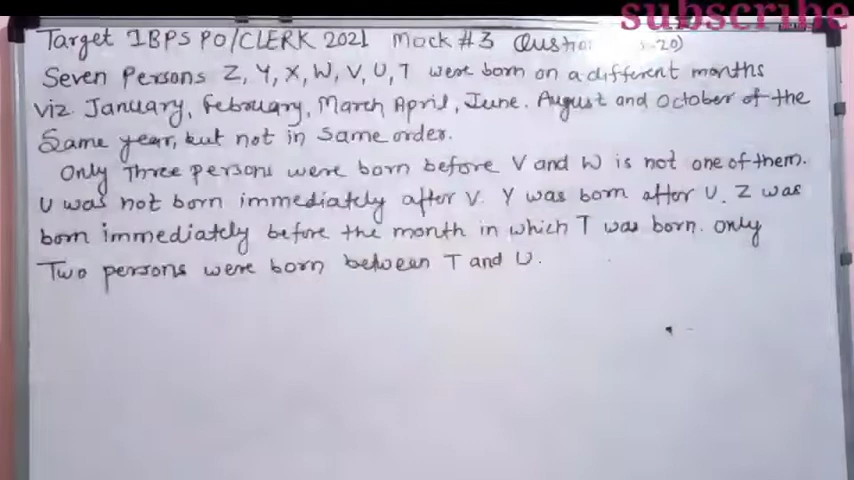 subscribe
Target IBPS PO/CLERK 2021 Mock #3 -20)
Seven Persons Z, Y, X, W, V, U, T were born on a different months
viz. January, February, March, April, June. August and October of the
Same year, but not in same order.
Only Three persons were born before V and W is not one of them.
U was not born immediately after V. Y was born after U. Z was
born immediately before the month in which T was born. only
Two persons were born between T and U.